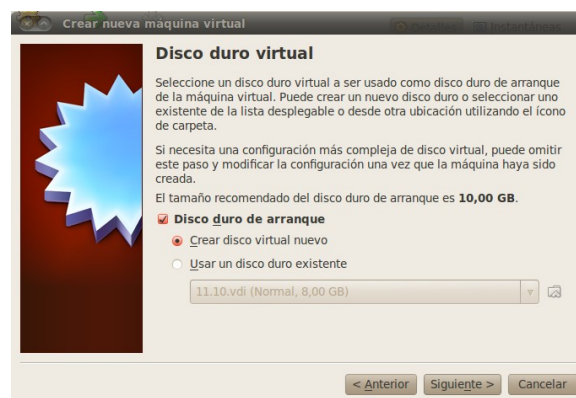 Crear nueva máquina virtual
Detalles
Instantáneas
Disco duro virtual
Seleccione un disco duro virtual a ser usado como disco duro de arranque
de la máquina virtual. Puede crear un nuevo disco duro o seleccionar uno
existente de la lista desplegable o desde otra ubicación utilizando el ícono
de carpeta.
Si necesita una configuración más compleja de disco virtual, puede omitir
este paso y modificar la configuración una vez que la máquina haya sido
creada.
El tamaño recomendado del disco duro de arranque es 10,00 GB.
Disco duro de arranque
Crear disco virtual nuevo
Usar un disco duro existente
11.10.vdi (Normal, 8,00 GB)
< Anterior
Siguiente >
Cancelar